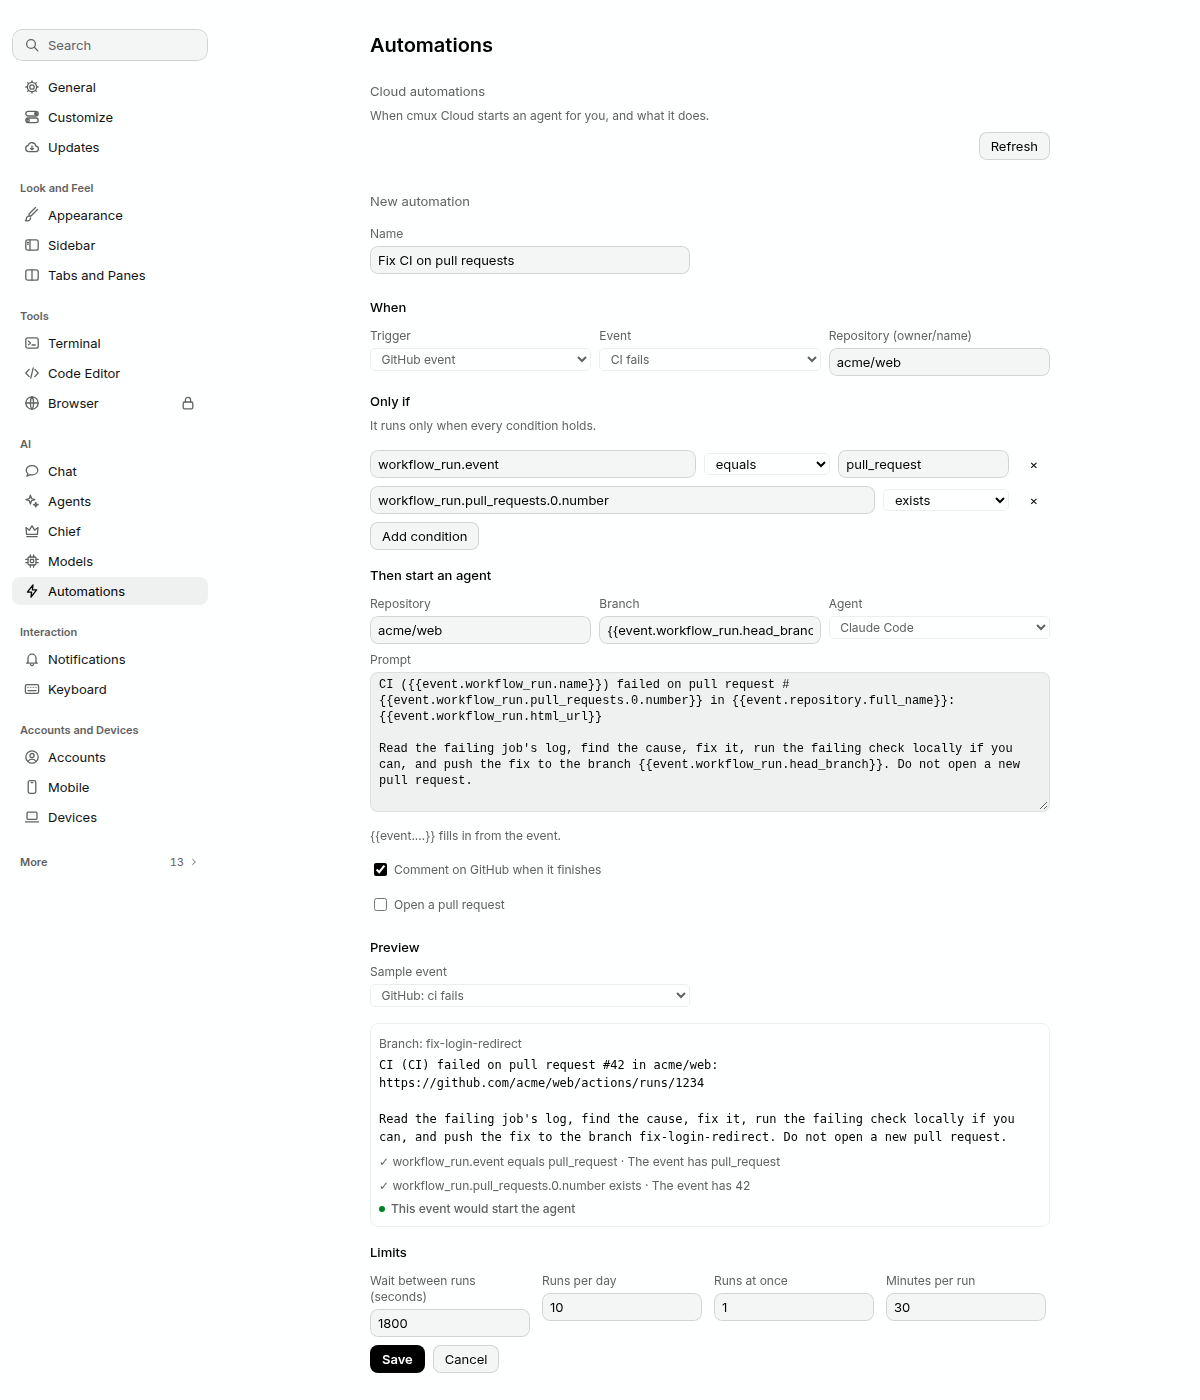 Search
General
Customize
Updates
Look and Feel
Appearance
Sidebar
Tabs and Panes
Tools
Terminal
Code Editor
Browser
AI
Chat
Agents
Chief
Models
Automations
Interaction
Notifications
Keyboard
Accounts and Devices
Accounts
Mobile
Devices
More 13
Automations
Cloud automations
When cmux Cloud starts an agent for you, and what it does.
Refresh
New automation
Name
Fix CI on pull requests
When
Trigger Event Repository (owner/name)
GitHub event CI fails acme/web
Only if
It runs only when every condition holds.
workflow_run.event equals pull_request ×
workflow_run.pull_requests.0.number exists ×
Add condition
Then start an agent
Repository Branch Agent
acme/web {{event.workflow_run.head_branc Claude Code
Prompt
CI ({{event.workflow_run.name}}) failed on pull request #
{{event.workflow_run.pull_requests.0.number}} in {{event.repository.full_name}}:
{{event.workflow_run.html_url}}
Read the failing job's log, find the cause, fix it, run the failing check locally if you
can, and push the fix to the branch {{event.workflow_run.head_branch}}. Do not open a new
pull request.
{{event.…}} fills in from the event.
Comment on GitHub when it finishes
Open a pull request
Preview
Sample event
GitHub: ci fails
Branch: fix-login-redirect
CI (CI) failed on pull request #42 in acme/web:
https://github.com/acme/web/actions/runs/1234
Read the failing job's log, find the cause, fix it, run the failing check locally if you
can, and push the fix to the branch fix-login-redirect. Do not open a new pull request.
✓ workflow_run.event equals pull_request · The event has pull_request
✓ workflow_run.pull_requests.0.number exists · The event has 42
This event would start the agent
Limits
Wait between runs (seconds)
1800
Runs per day
10
Runs at once
1
Minutes per run
30
Save Cancel